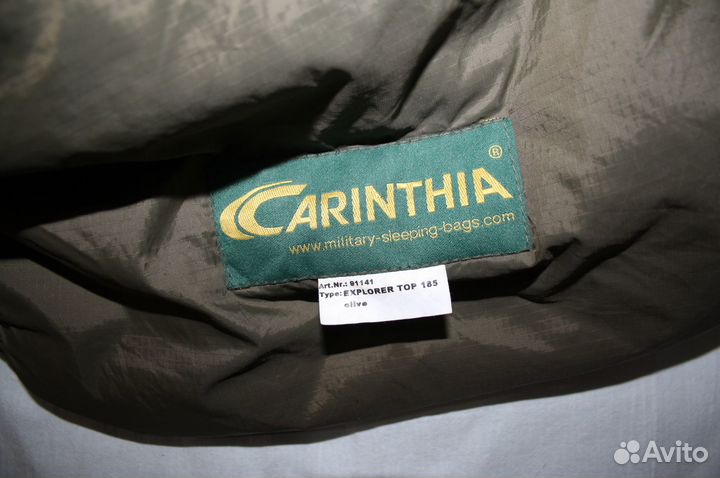 CARINTHIA®
www.military-sleeping-bags.com
Art.Nr.: 91141
Type: EXPLORER TOP 185
olive
Avito